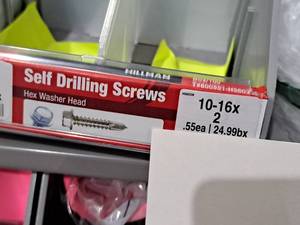 HILLMAN
Self Drilling Screws
Hex Washer Head
10-16x
2
.55ea | 24.99bx